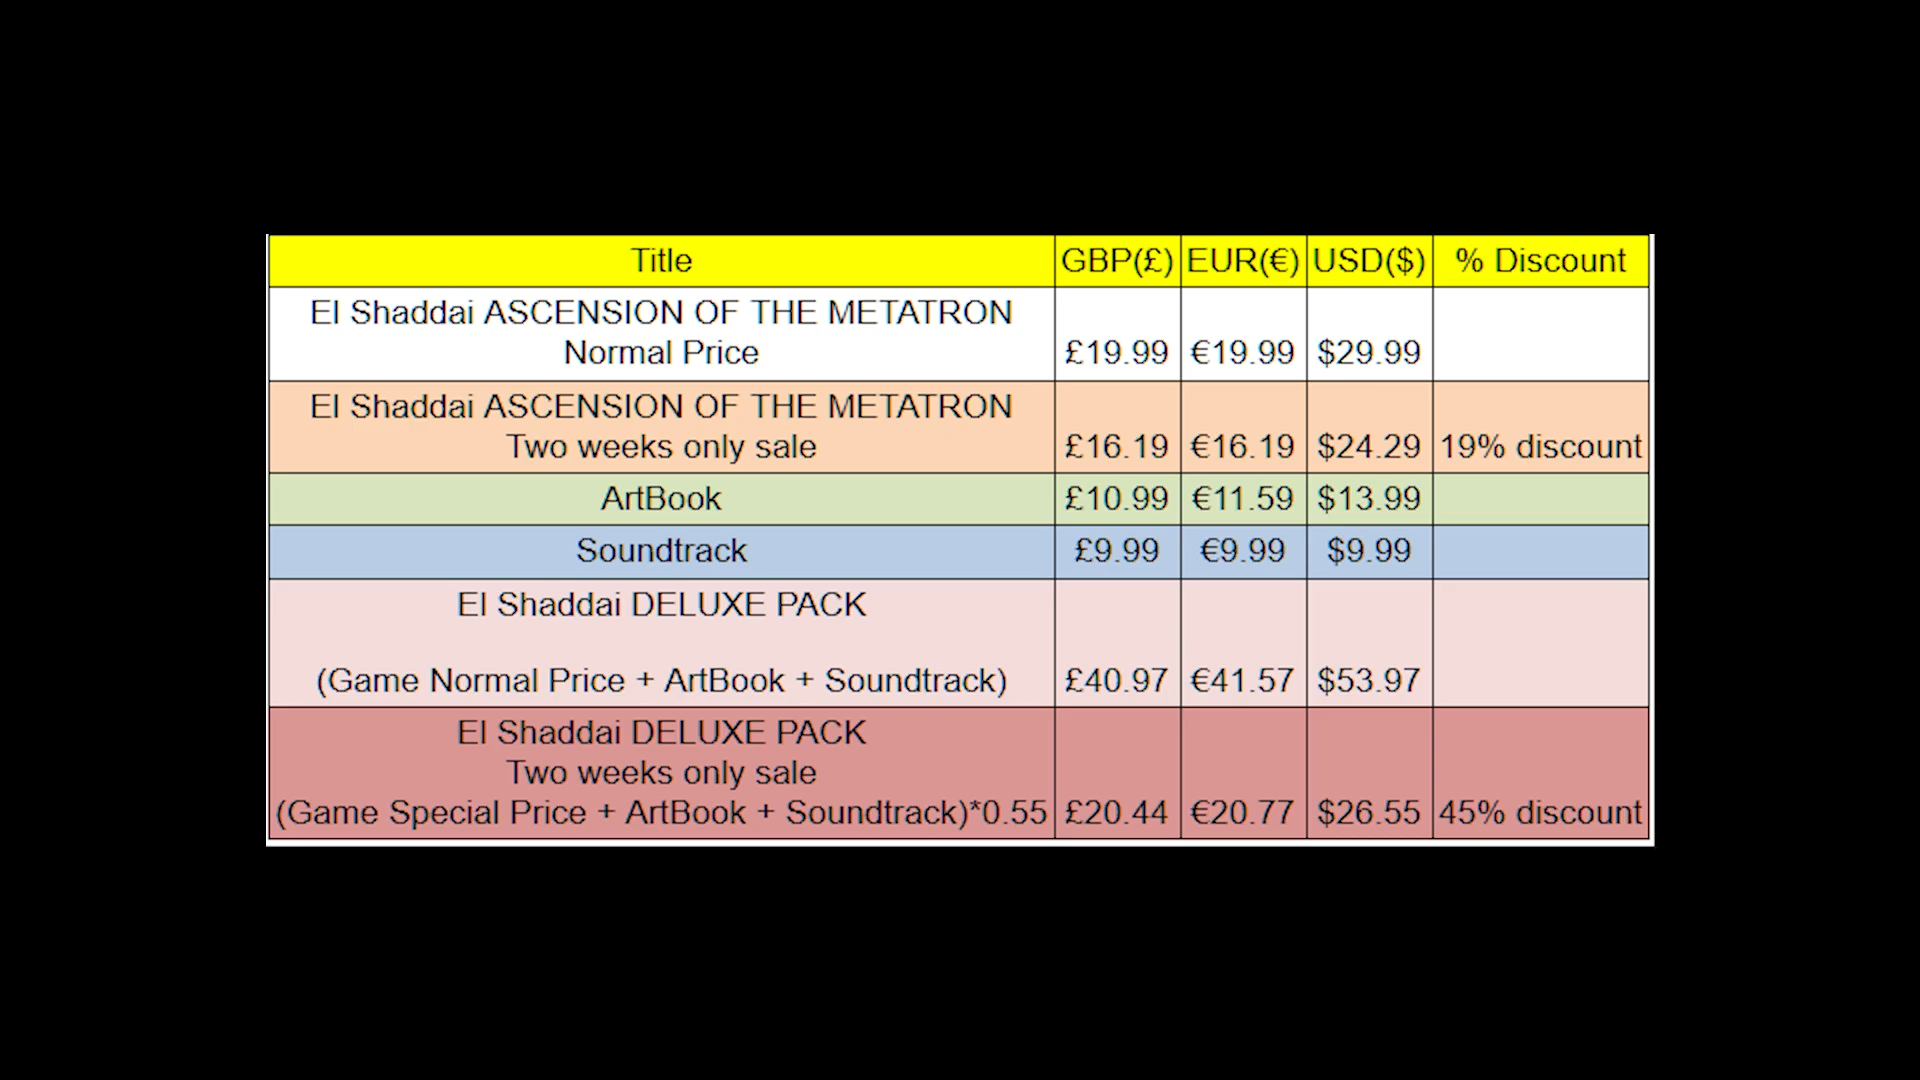 Title GBP(£) EUR(€) USD($) % Discount
El Shaddai ASCENSION OF THE METATRON
Normal Price £19.99 €19.99 $29.99
El Shaddai ASCENSION OF THE METATRON
Two weeks only sale £16.19 €16.19 $24.29 19% discount
ArtBook £10.99 €11.59 $13.99
Soundtrack £9.99 €9.99 $9.99
El Shaddai DELUXE PACK
(Game Normal Price + ArtBook + Soundtrack) £40.97 €41.57 $53.97
El Shaddai DELUXE PACK
Two weeks only sale
(Game Special Price + ArtBook + Soundtrack)*0.55 £20.44 €20.77 $26.55 45% discount